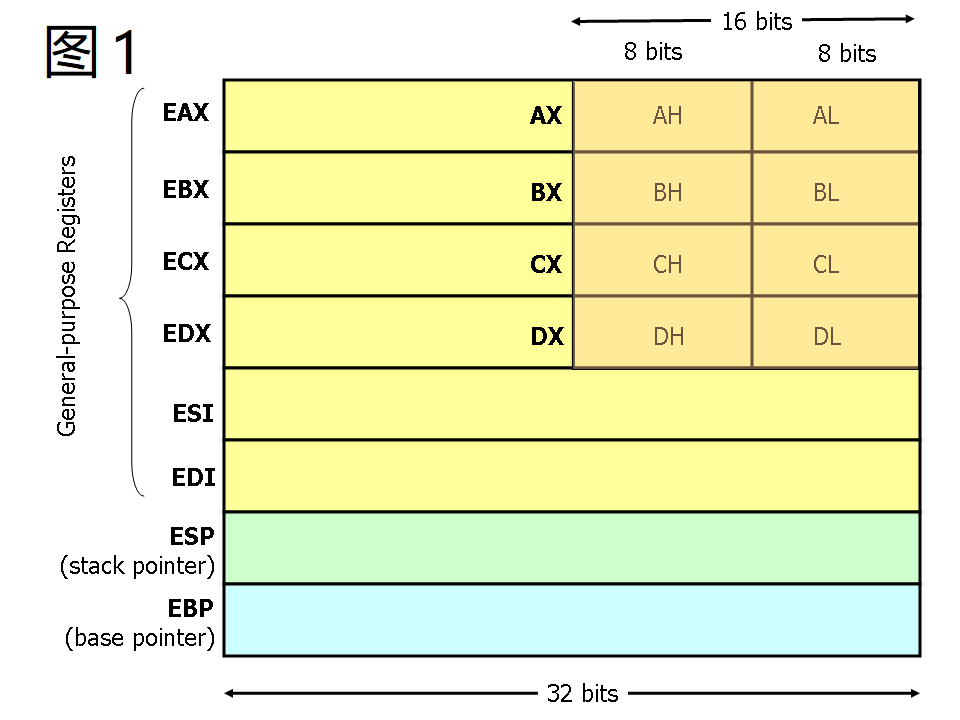 图 1
16 bits
8 bits
8 bits
General-purpose Registers
EAX
AX
AH
AL
EBX
BX
BH
BL
ECX
CX
CH
CL
EDX
DX
DH
DL
ESI
EDI
ESP
(stack pointer)
EBP
(base pointer)
32 bits